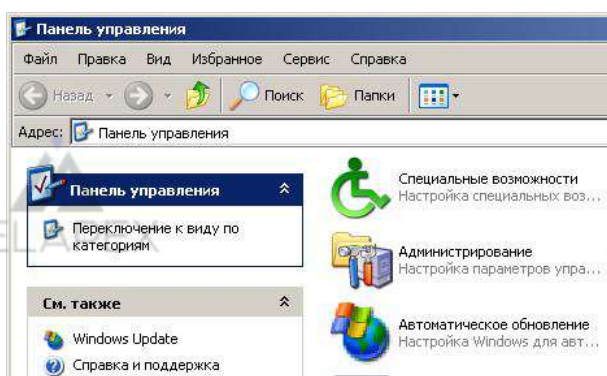 Панель управления
Файл Правка Вид Избранное Сервис Справка
Назад Поиск Папки
Адрес: Панель управления
Панель управления
Переключение к виду по
категориям
См. также
Windows Update
Справка и поддержка
Специальные возможности
Настройка специальных воз...
Администрирование
Настройка параметров упра...
Автоматическое обновление
Настройка Windows для авт...